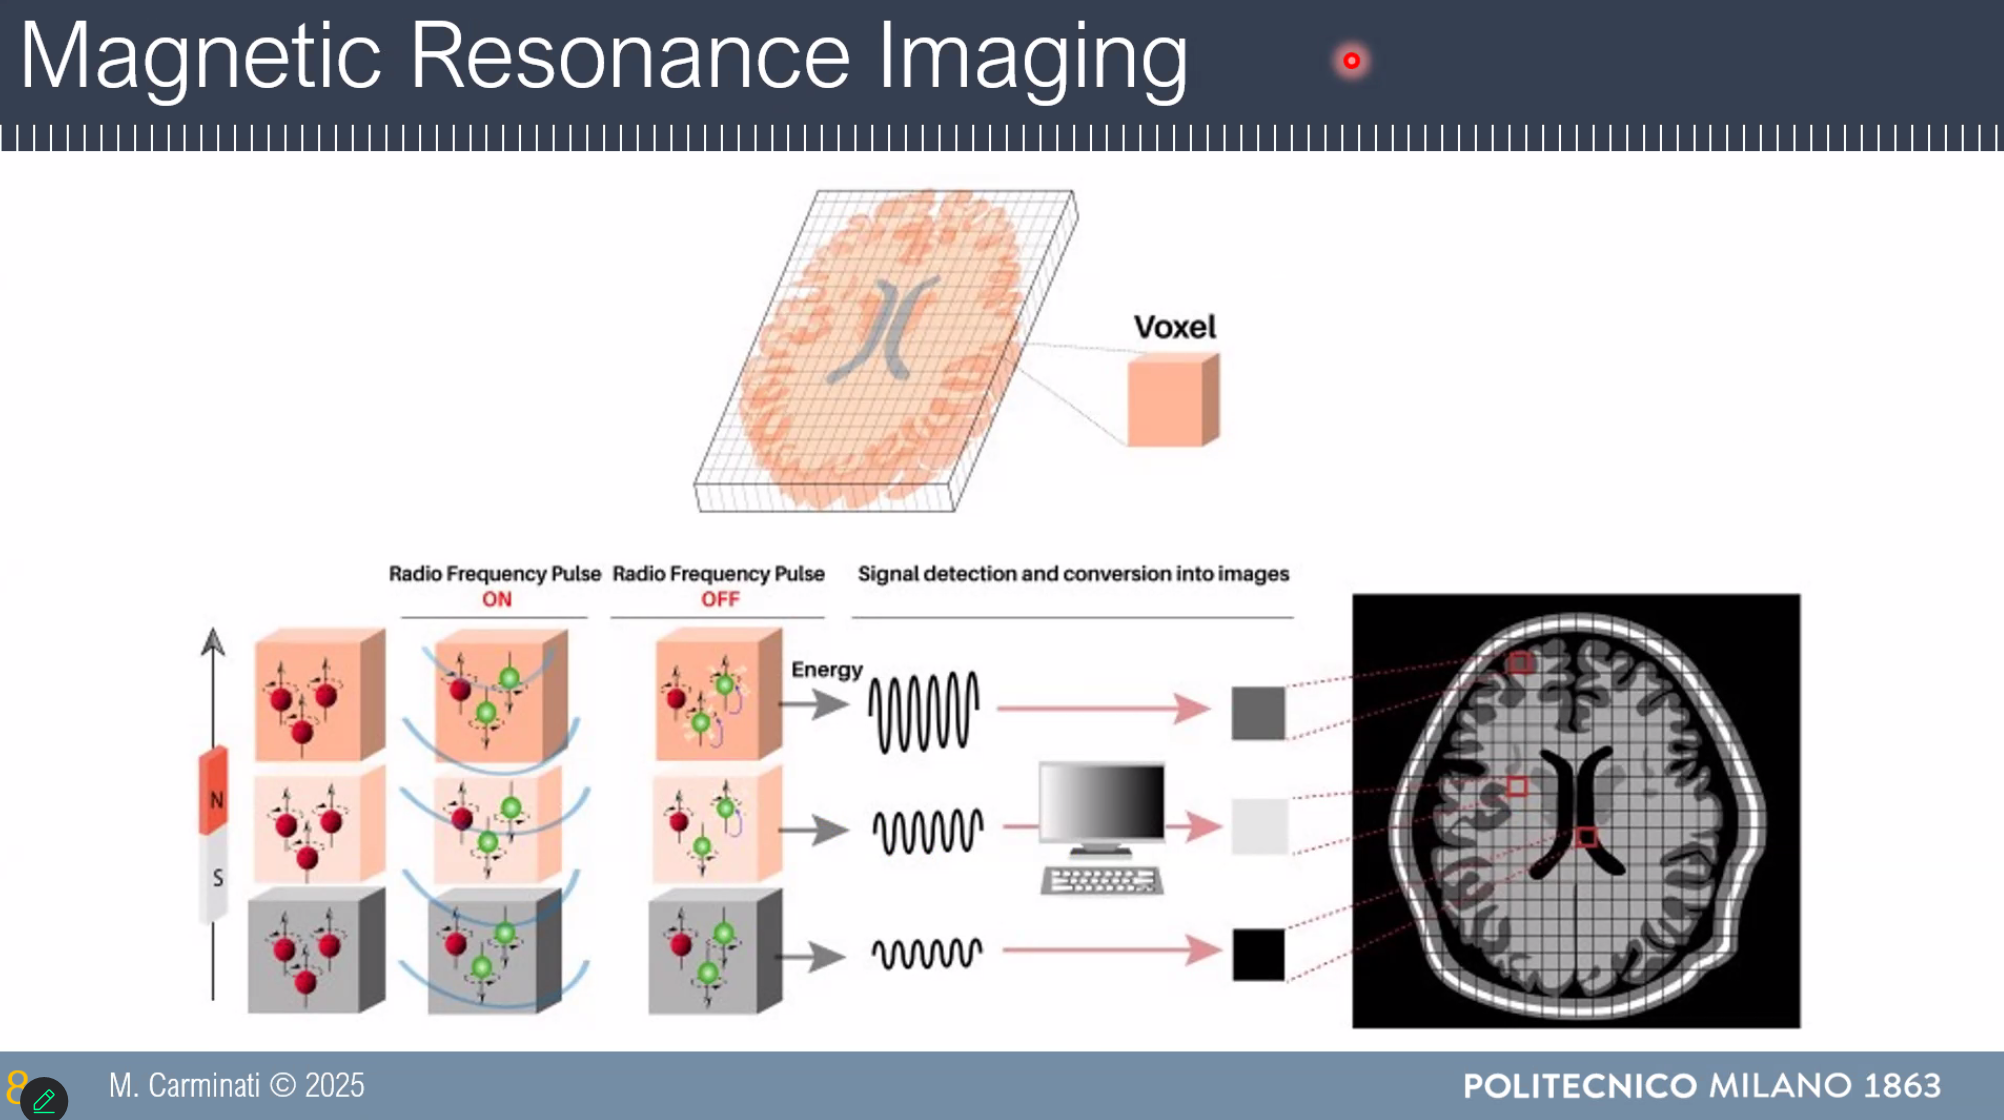 Magnetic Resonance Imaging
Voxel
Radio Frequency Pulse
ON
Radio Frequency Pulse
OFF
Signal detection and conversion into images
Energy
N
S
8
M. Carminati © 2025
POLITECNICO MILANO 1863